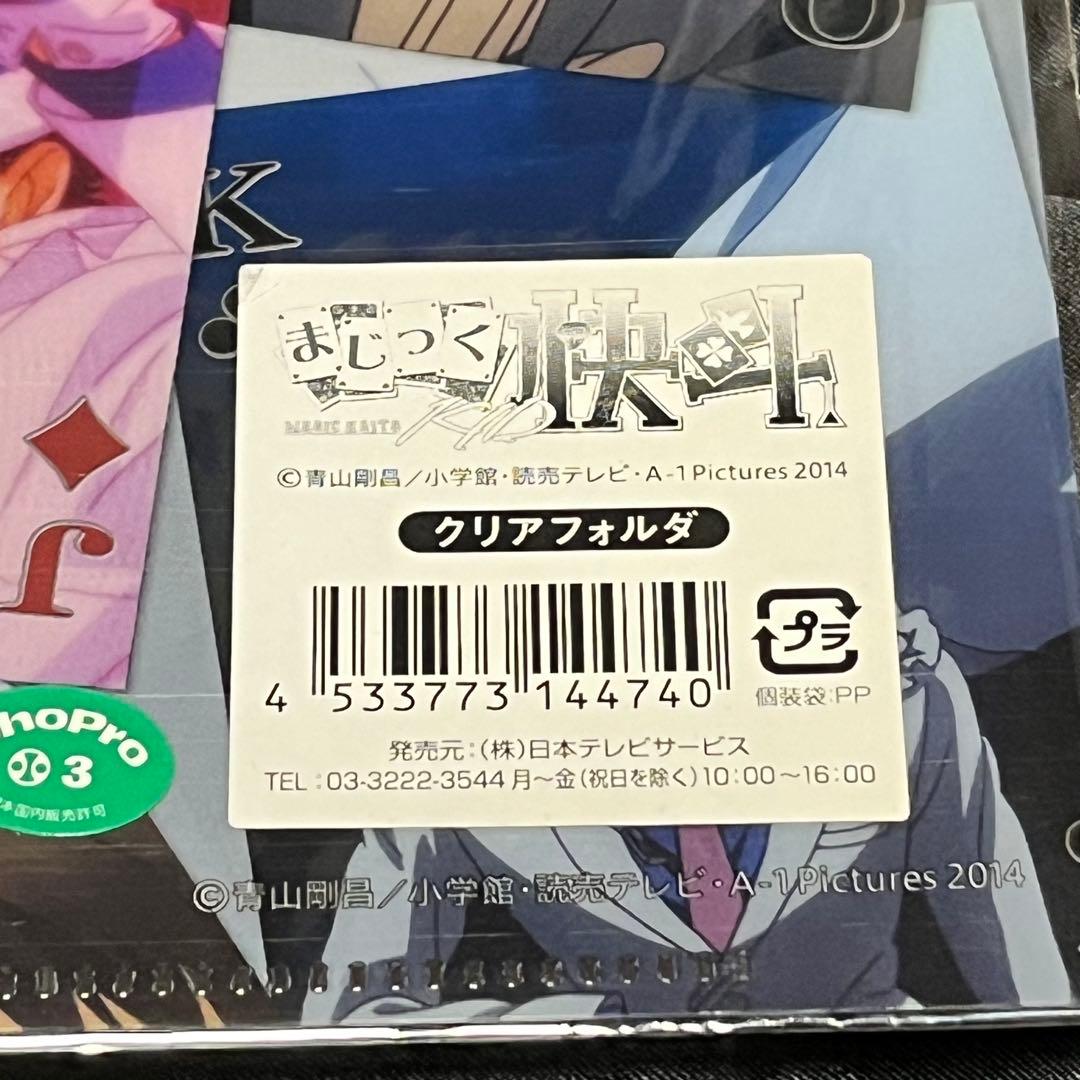 K
J
まじっく快斗
MAGIC KAITO
©青山剛昌／小学館・読売テレビ・A-1 Pictures 2014
クリアフォルダ
4 533773 144740
プラ
個装袋:PP
発売元:(株)日本テレビサービス
TEL:03-3222-3544 月～金(祝日を除く)10:00～16:00
hoPro
3
国内販売許可
©青山剛昌／小学館・読売テレビ・A-1 Pictures 2014